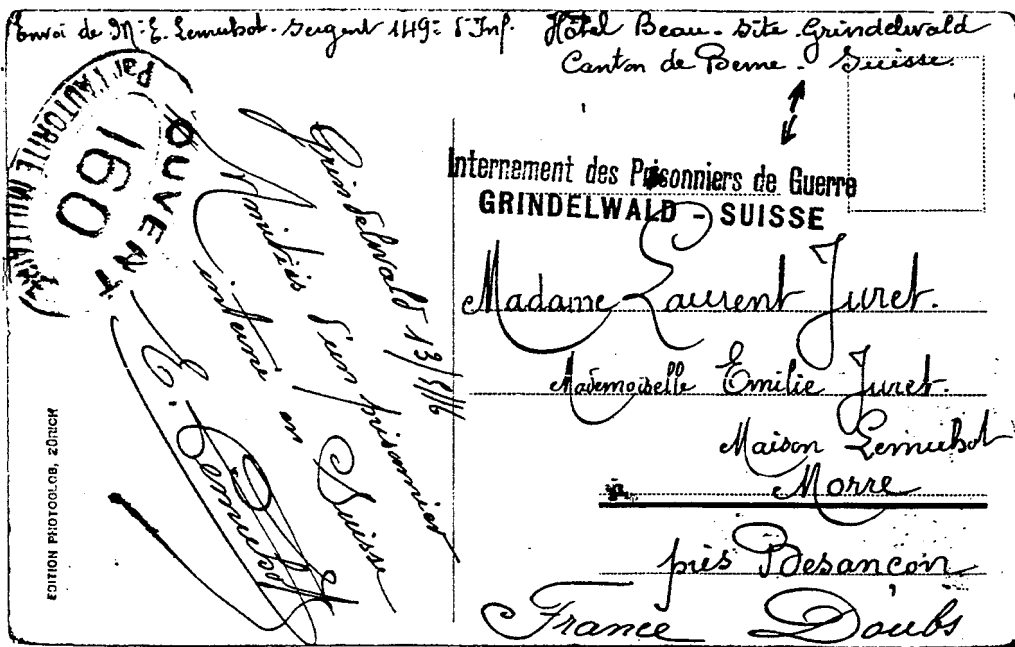 Envoi de M. E. Lemuhot. Sergent 149e d'Inf. Hôtel Beau-Site Grindelwald
Canton de Berne - Suisse.
Par l'AUTORITÉ MILITAIRE
OUVERT
160
Internement des Prisonniers de Guerre
GRINDELWALD - SUISSE
Grindelwald 13/
Amitiés d'un prisonnier
interné en Suisse
E. Lemuhot
EDITION PHOTOGLOB, ZÜRICH
Madame Laurent Juret.
Mademoiselle Emilie Juret.
Maison Lemuhot
Morre
près Besançon
France Doubs